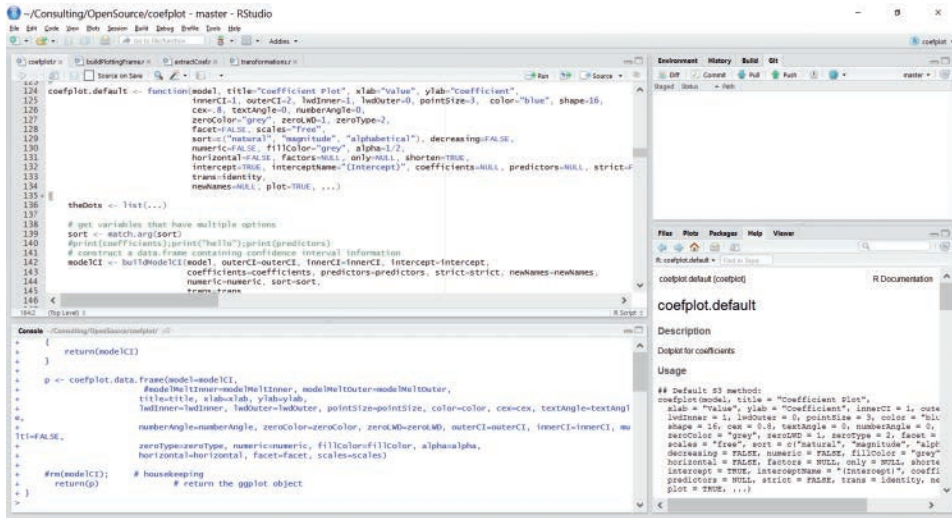 ~/Consulting/OpenSource/coefplot - master - RStudio
File Edit Code View Plots Session Build Debug Profile Tools Help
Go to file/function Addins
coefplot
coefplot.r buildPlottingFrame.r extractCoef.r transformations.r
Source on Save Run Source
123
124 coefplot.default <- function(model, title="Coefficient Plot", xlab="Value", ylab="Coefficient",
125 innerCI=1, outerCI=2, lwdInner=1, lwdOuter=0, pointSize=3, color="blue", shape=16,
126 cex=.8, textAngle=0, numberAngle=0,
127 zeroColor="grey", zeroLWD=1, zeroType=2,
128 facet=FALSE, scales="free",
129 sort=c("natural", "magnitude", "alphabetical"), decreasing=FALSE,
130 numeric=FALSE, fillColor="grey", alpha=1/2,
131 horizontal=FALSE, factors=NULL, only=NULL, shorten=TRUE,
132 intercept=TRUE, interceptName="(Intercept)", coefficients=NULL, predictors=NULL, strict=F
133 trans=identity,
134 newNames=NULL, plot=TRUE, ...)
135 {
136 theDots <- list(...)
137
138 # get variables that have multiple options
139 sort <- match.arg(sort)
140 #print(coefficients);print("hello");print(predictors)
141 # construct a data.frame containing confidence interval information
142 modelCI <- buildModelCI(model, outerCI=outerCI, innerCI=innerCI, intercept=intercept,
143 coefficients=coefficients, predictors=predictors, strict=strict, newNames=newNames,
144 numeric=numeric, sort=sort,
145 trans=trans
146
(Top Level) R Script
Console ~/Consulting/OpenSource/coefplot/
+ {
+ return(modelCI)
+ }
+
+ p <- coefplot.data.frame(model=modelCI,
+ #modelMeltInner=modelMeltInner, modelMeltOuter=modelMeltOuter,
+ title=title, xlab=xlab, ylab=ylab,
+ lwdInner=lwdInner, lwdOuter=lwdOuter, pointSize=pointSize, color=color, cex=cex, textAngle=textAngl
e,
+ numberAngle=numberAngle, zeroColor=zeroColor, zeroLWD=zeroLWD, outerCI=outerCI, innerCI=innerCI, mu
lti=FALSE,
+ zeroType=zeroType, numeric=numeric, fillColor=fillColor, alpha=alpha,
+ horizontal=horizontal, facet=facet, scales=scales)
+
+ #rm(modelCI); # housekeeping
+ return(p) # return the ggplot object
+ }
>
Environment History Build Git
Diff Commit Pull Push master
Staged Status Path
Files Plots Packages Help Viewer
R: coefplot.default Find in Topic
coefplot.default {coefplot} R Documentation
coefplot.default
Description
Dotplot for coefficients
Usage
## Default S3 method:
coefplot(model, title = "Coefficient Plot",
xlab = "Value", ylab = "Coefficient", innerCI = 1, oute
lwdInner = 1, lwdOuter = 0, pointSize = 3, color = "blu
shape = 16, cex = 0.8, textAngle = 0, numberAngle = 0,
zeroColor = "grey", zeroLWD = 1, zeroType = 2, facet =
scales = "free", sort = c("natural", "magnitude", "alph
decreasing = FALSE, numeric = FALSE, fillColor = "grey"
horizontal = FALSE, factors = NULL, only = NULL, shorte
intercept = TRUE, interceptName = "(Intercept)", coeffi
predictors = NULL, strict = FALSE, trans = identity, ne
plot = TRUE, ...)